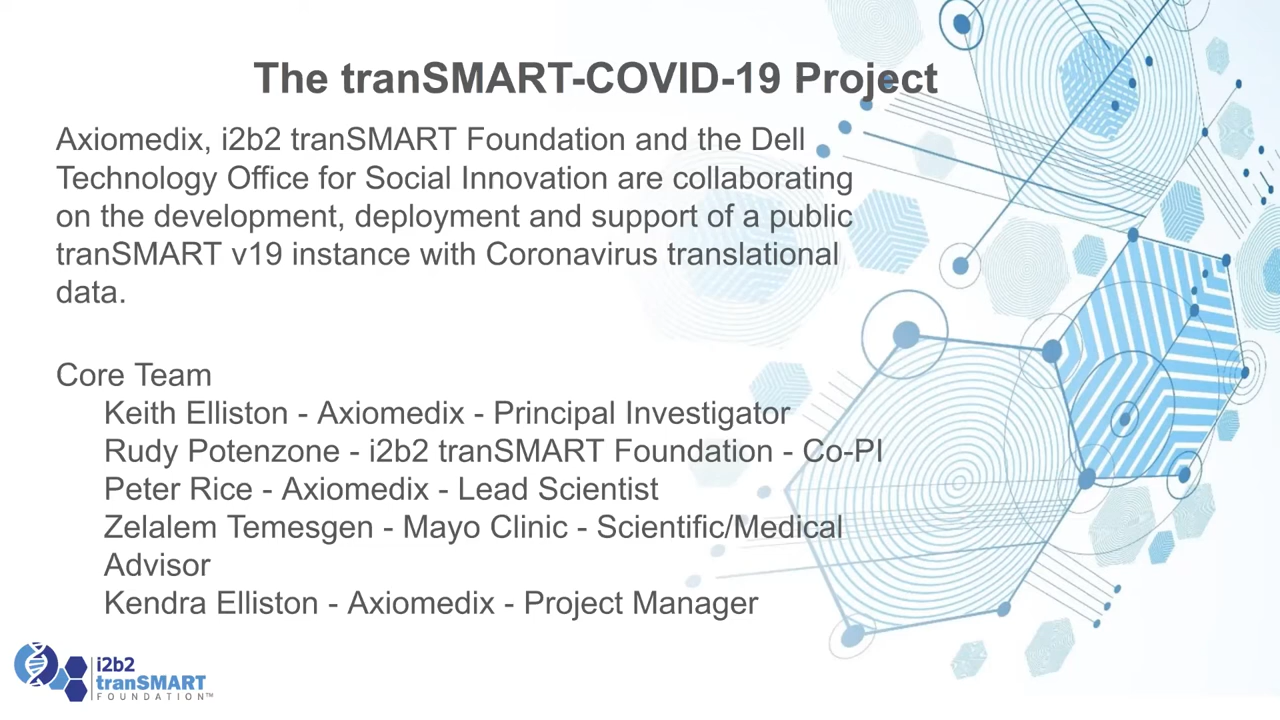 The tranSMART-COVID-19 Project
Axiomedix, i2b2 tranSMART Foundation and the Dell
Technology Office for Social Innovation are collaborating
on the development, deployment and support of a public
tranSMART v19 instance with Coronavirus translational
data.
Core Team
Keith Elliston - Axiomedix - Principal Investigator
Rudy Potenzone - i2b2 tranSMART Foundation - Co-PI
Peter Rice - Axiomedix - Lead Scientist
Zelalem Temesgen - Mayo Clinic - Scientific/Medical
Advisor
Kendra Elliston - Axiomedix - Project Manager
i2b2
tranSMART
FOUNDATION™